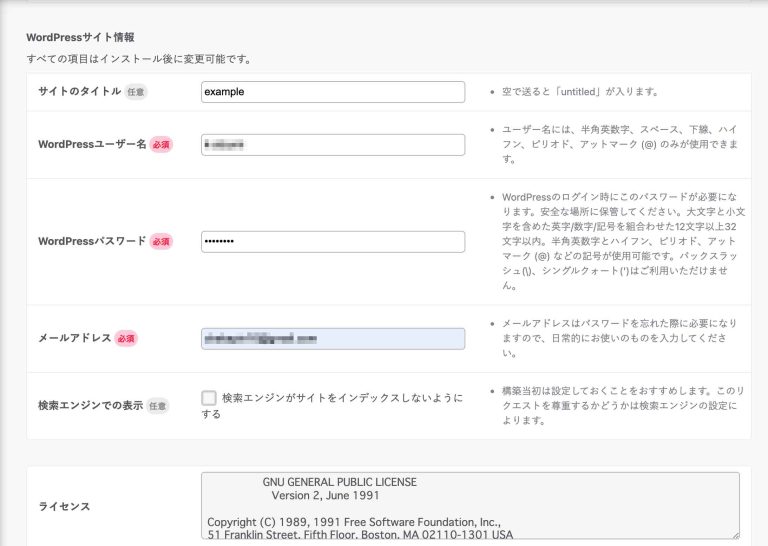 WordPressサイト情報
すべての項目はインストール後に変更可能です。
サイトのタイトル 任意
example
• 空で送ると「untitled」が入ります。
WordPressユーザー名 必須
• ユーザー名には、半角英数字、スペース、下線、ハイ
フン、ピリオド、アットマーク (@) のみが使用できま
す。
WordPressパスワード 必須
••••••••
• WordPressのログイン時にこのパスワードが必要にな
ります。安全な場所に保管してください。大文字と小文
字を含めた英字/数字/記号を組合わせた12文字以上32
文字以内。半角英数字とハイフン、ピリオド、アット
マーク (@) などの記号が使用可能です。バックスラッ
シュ(\)、シングルクォート(')はご利用いただけませ
ん。
メールアドレス 必須
• メールアドレスはパスワードを忘れた際に必要になり
ますので、日常的にお使いのものを入力してくださ
い。
検索エンジンでの表示 任意
検索エンジンがサイトをインデックスしないように
する
• 構築当初は設定しておくことをおすすめします。このリ
クエストを尊重するかどうかは検索エンジンの設定に
よります。
ライセンス
GNU GENERAL PUBLIC LICENSE
Version 2, June 1991
Copyright (C) 1989, 1991 Free Software Foundation, Inc.,
51 Franklin Street, Fifth Floor, Boston, MA 02110-1301 USA